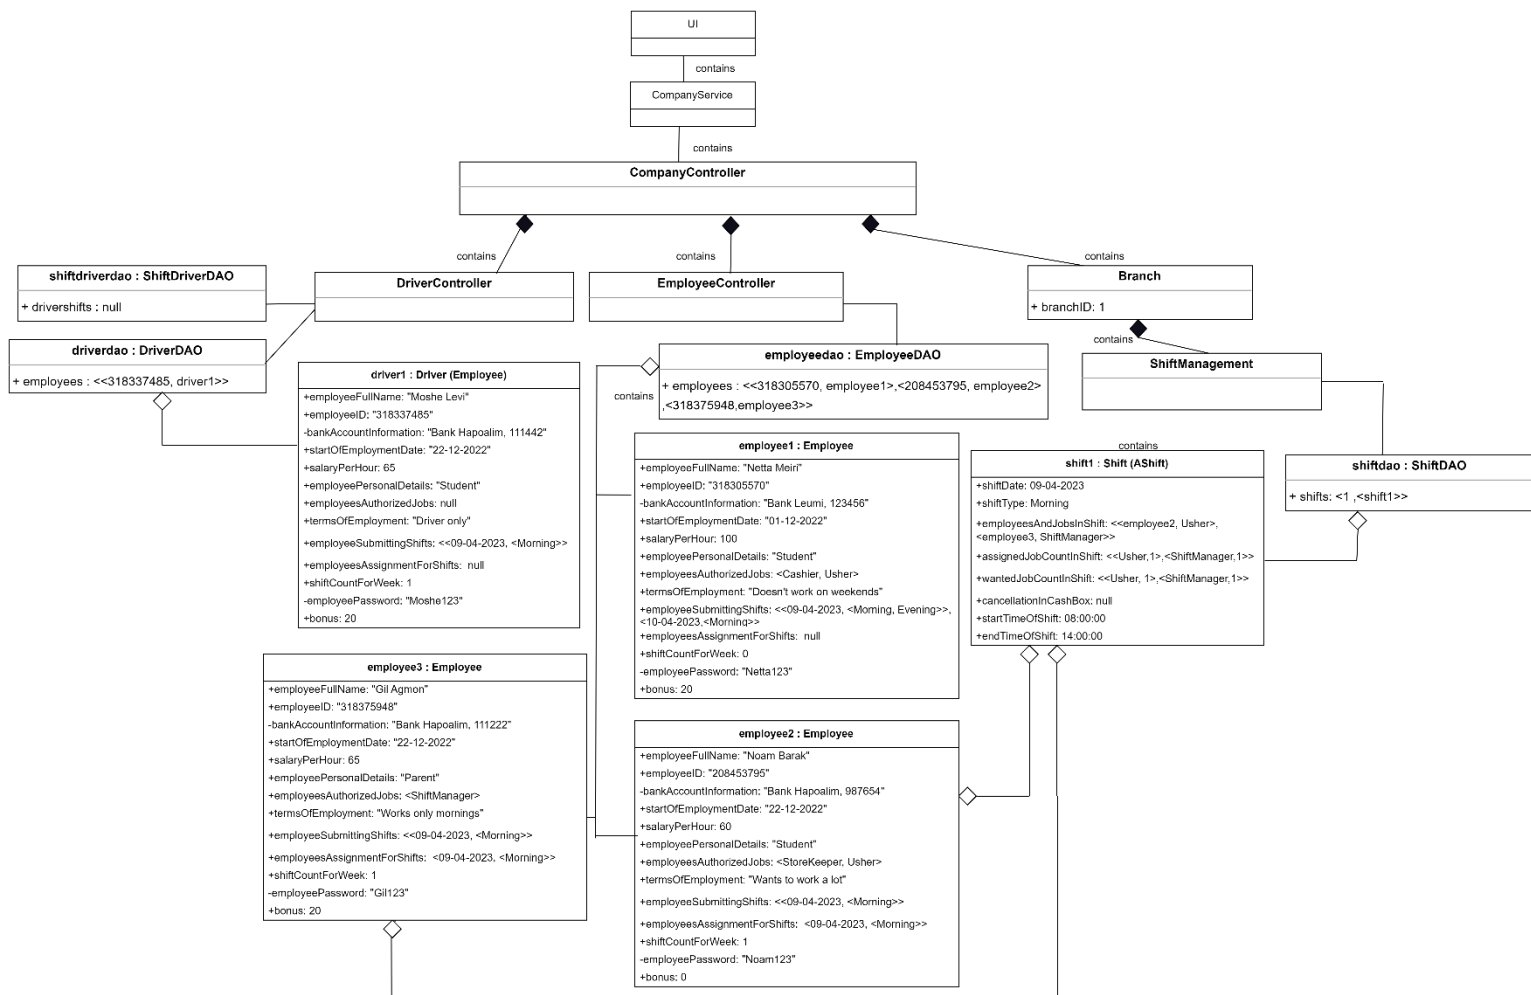 UI
contains
CompanyService
contains
CompanyController
contains
contains
contains
shiftdriverdao : ShiftDriverDAO
+ drivershifts : null
DriverController
EmployeeController
Branch
+ branchID: 1
driverdao : DriverDAO
+ employees : <<318337485, driver1>>
contains
ShiftManagement
employeedao : EmployeeDAO
+ employees : <<318305570, employee1>,<208453795, employee2>
,<318375948,employee3>>
contains
driver1 : Driver (Employee)
+employeeFullName: "Moshe Levi"
+employeeID: "318337485"
-bankAccountInformation: "Bank Hapoalim, 111442"
+startOfEmploymentDate: "22-12-2022"
+salaryPerHour: 65
+employeePersonalDetails: "Student"
+employeesAuthorizedJobs: null
+termsOfEmployment: "Driver only"
+employeeSubmittingShifts: <<09-04-2023, <Morning>>
+employeesAssignmentForShifts:  null
+shiftCountForWeek: 1
-employeePassword: "Moshe123"
+bonus: 20
employee1 : Employee
+employeeFullName: "Netta Meiri"
+employeeID: "318305570"
-bankAccountInformation: "Bank Leumi, 123456"
+startOfEmploymentDate: "01-12-2022"
+salaryPerHour: 100
+employeePersonalDetails: "Student"
+employeesAuthorizedJobs: <Cashier, Usher>
+termsOfEmployment: "Doesn't work on weekends"
+employeeSubmittingShifts: <<09-04-2023, <Morning, Evening>>,
<10-04-2023,<Morning>>
+employeesAssignmentForShifts:  null
+shiftCountForWeek: 0
-employeePassword: "Netta123"
+bonus: 20
contains
shift1 : Shift (AShift)
+shiftDate: 09-04-2023
+shiftType: Morning
+employeesAndJobsInShift: <<employee2, Usher>,
<employee3, ShiftManager>>
+assignedJobCountInShift: <<Usher,1>,<ShiftManager,1>>
+wantedJobCountInShift: <<Usher, 1>,<ShiftManager,1>>
+cancellationInCashBox: null
+startTimeOfShift: 08:00:00
+endTimeOfShift: 14:00:00
shiftdao : ShiftDAO
+ shifts: <1 ,<shift1>>
employee3 : Employee
+employeeFullName: "Gil Agmon"
+employeeID: "318375948"
-bankAccountInformation: "Bank Hapoalim, 111222"
+startOfEmploymentDate: "22-12-2022"
+salaryPerHour: 65
+employeePersonalDetails: "Parent"
+employeesAuthorizedJobs: <ShiftManager>
+termsOfEmployment: "Works only mornings"
+employeeSubmittingShifts: <<09-04-2023, <Morning>>
+employeesAssignmentForShifts:  <09-04-2023, <Morning>>
+shiftCountForWeek: 1
-employeePassword: "Gil123"
+bonus: 20
employee2 : Employee
+employeeFullName: "Noam Barak"
+employeeID: "208453795"
-bankAccountInformation: "Bank Hapoalim, 987654"
+startOfEmploymentDate: "22-12-2022"
+salaryPerHour: 60
+employeePersonalDetails: "Student"
+employeesAuthorizedJobs: <StoreKeeper, Usher>
+termsOfEmployment: "Wants to work a lot"
+employeeSubmittingShifts: <<09-04-2023, <Morning>>
+employeesAssignmentForShifts:  <09-04-2023, <Morning>>
+shiftCountForWeek: 1
-employeePassword: "Noam123"
+bonus: 0